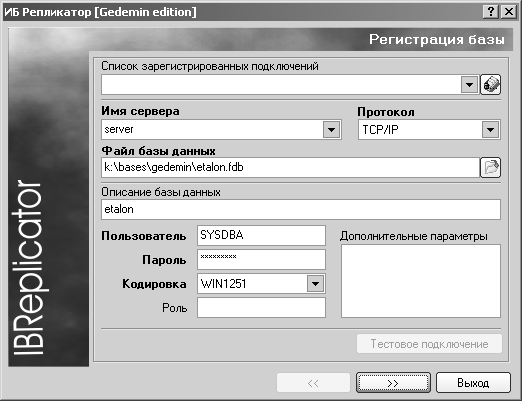 ИБ Репликатор [Gedemin edition]
Регистрация базы
Список зарегистрированных подключений
Имя сервера
Протокол
server
TCP/IP
Файл базы данных
k:\bases\gedemin\etalon.fdb
Описание базы данных
etalon
Пользователь
SYSDBA
Дополнительные параметры
Пароль
*********
Кодировка
WIN1251
Роль
Тестовое подключение
IBReplicator
<<
>>
Выход